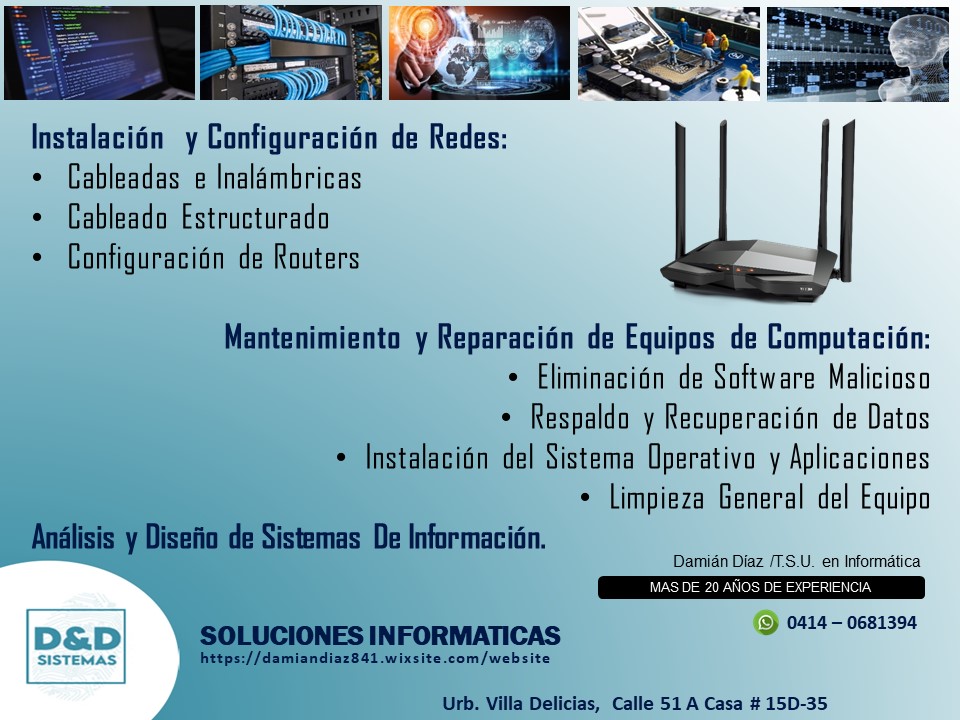 Instalación y Configuración de Redes:
• Cableadas e Inalámbricas
• Cableado Estructurado
• Configuración de Routers
Mantenimiento y Reparación de Equipos de Computación:
• Eliminación de Software Malicioso
• Respaldo y Recuperación de Datos
• Instalación del Sistema Operativo y Aplicaciones
• Limpieza General del Equipo
Análisis y Diseño de Sistemas De Información.
Damián Díaz /T.S.U. en Informática
MAS DE 20 AÑOS DE EXPERIENCIA
0414 – 0681394
D&D
SISTEMAS
SOLUCIONES INFORMATICAS
https://damiandiaz841.wixsite.com/website
Urb. Villa Delicias, Calle 51 A Casa # 15D-35